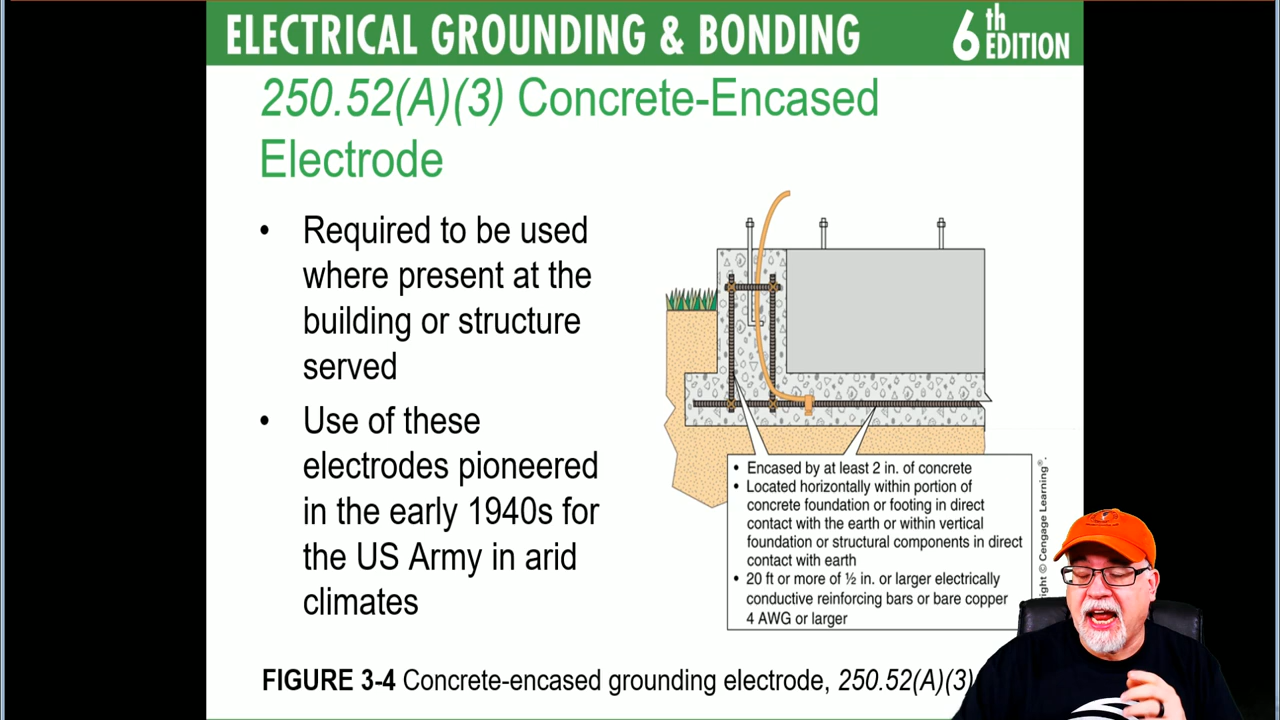 ELECTRICAL GROUNDING & BONDING
6th EDITION
250.52(A)(3) Concrete-Encased
Electrode
• Required to be used
where present at the
building or structure
served
• Use of these
electrodes pioneered
in the early 1940s for
the US Army in arid
climates
• Encased by at least 2 in. of concrete
• Located horizontally within portion of
concrete foundation or footing in direct
contact with the earth or within vertical
foundation or structural components in direct
contact with earth
• 20 ft or more of ½ in. or larger electrically
conductive reinforcing bars or bare copper
4 AWG or larger
© Cengage Learning®.
FIGURE 3-4 Concrete-encased grounding electrode, 250.52(A)(3)